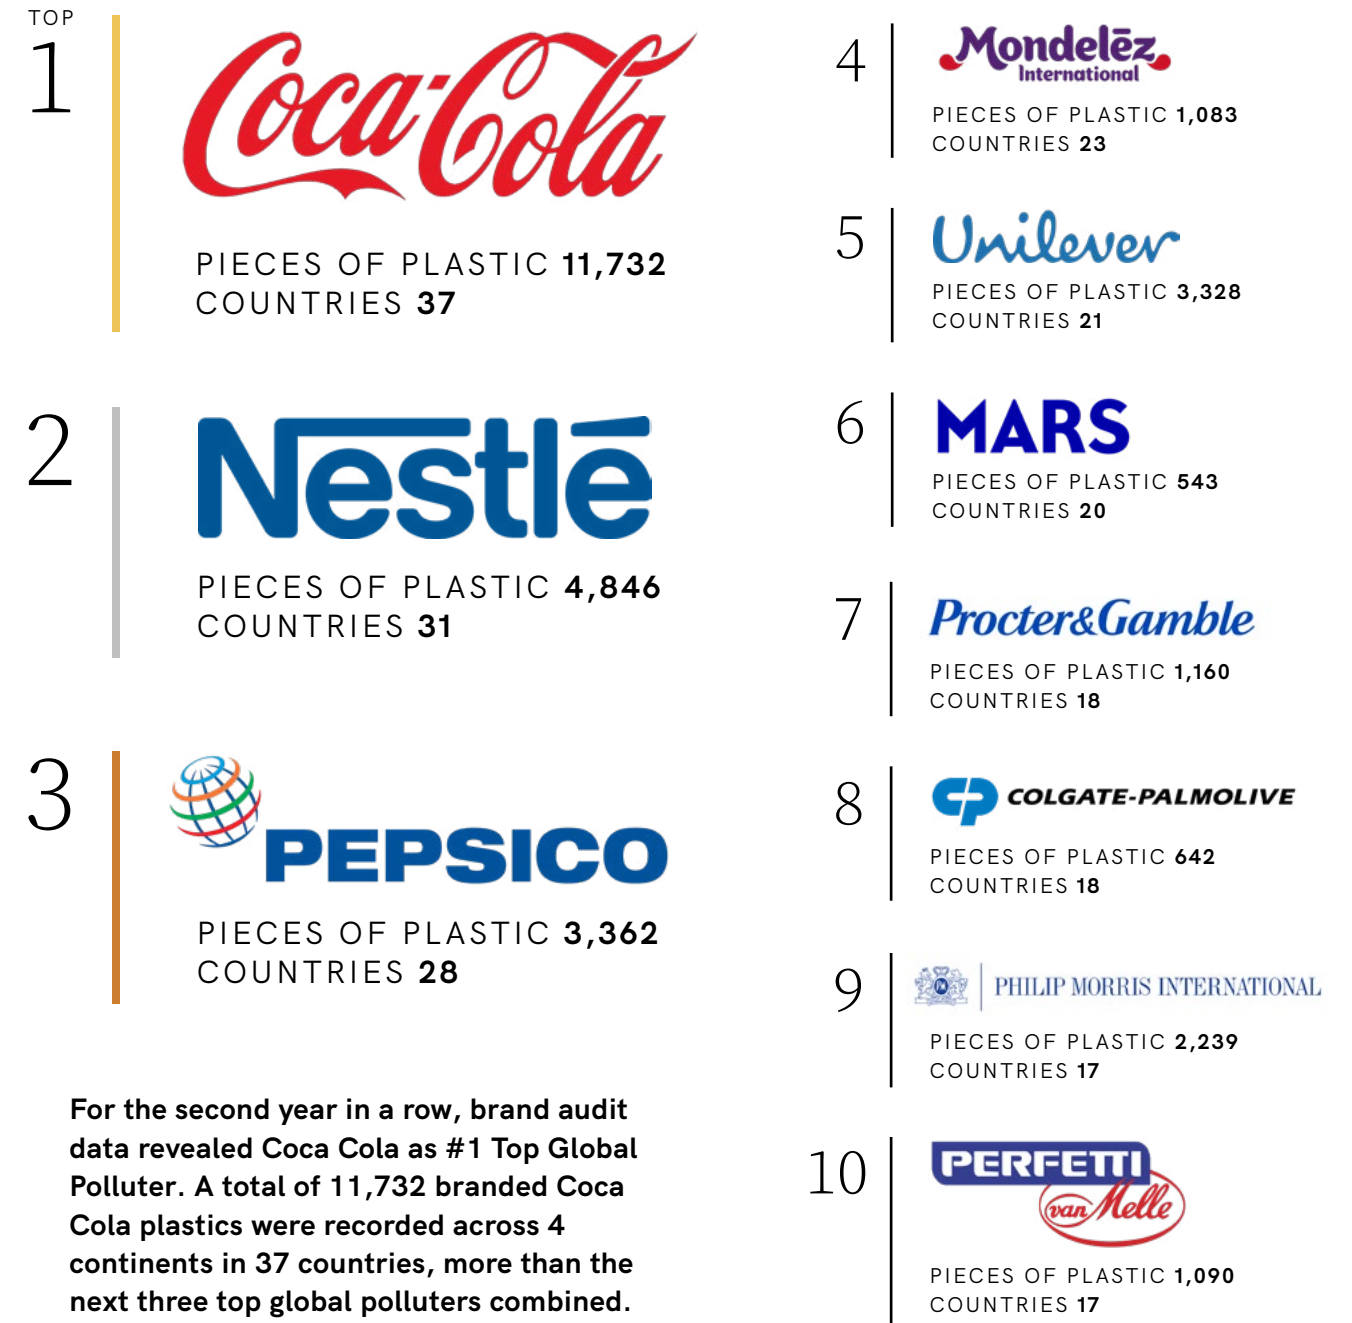 TOP
1
Coca-Cola
PIECES OF PLASTIC 11,732
COUNTRIES 37
2
Nestlé
PIECES OF PLASTIC 4,846
COUNTRIES 31
3
PEPSICO
PIECES OF PLASTIC 3,362
COUNTRIES 28
For the second year in a row, brand audit
data revealed Coca Cola as #1 Top Global
Polluter. A total of 11,732 branded Coca
Cola plastics were recorded across 4
continents in 37 countries, more than the
next three top global polluters combined.
4
Mondelēz
International
PIECES OF PLASTIC 1,083
COUNTRIES 23
5
Unilever
PIECES OF PLASTIC 3,328
COUNTRIES 21
6
MARS
PIECES OF PLASTIC 543
COUNTRIES 20
7
Procter&Gamble
PIECES OF PLASTIC 1,160
COUNTRIES 18
8
CP COLGATE-PALMOLIVE
PIECES OF PLASTIC 642
COUNTRIES 18
9
PM PHILIP MORRIS INTERNATIONAL
PIECES OF PLASTIC 2,239
COUNTRIES 17
10
PERFETTI
van Melle
PIECES OF PLASTIC 1,090
COUNTRIES 17